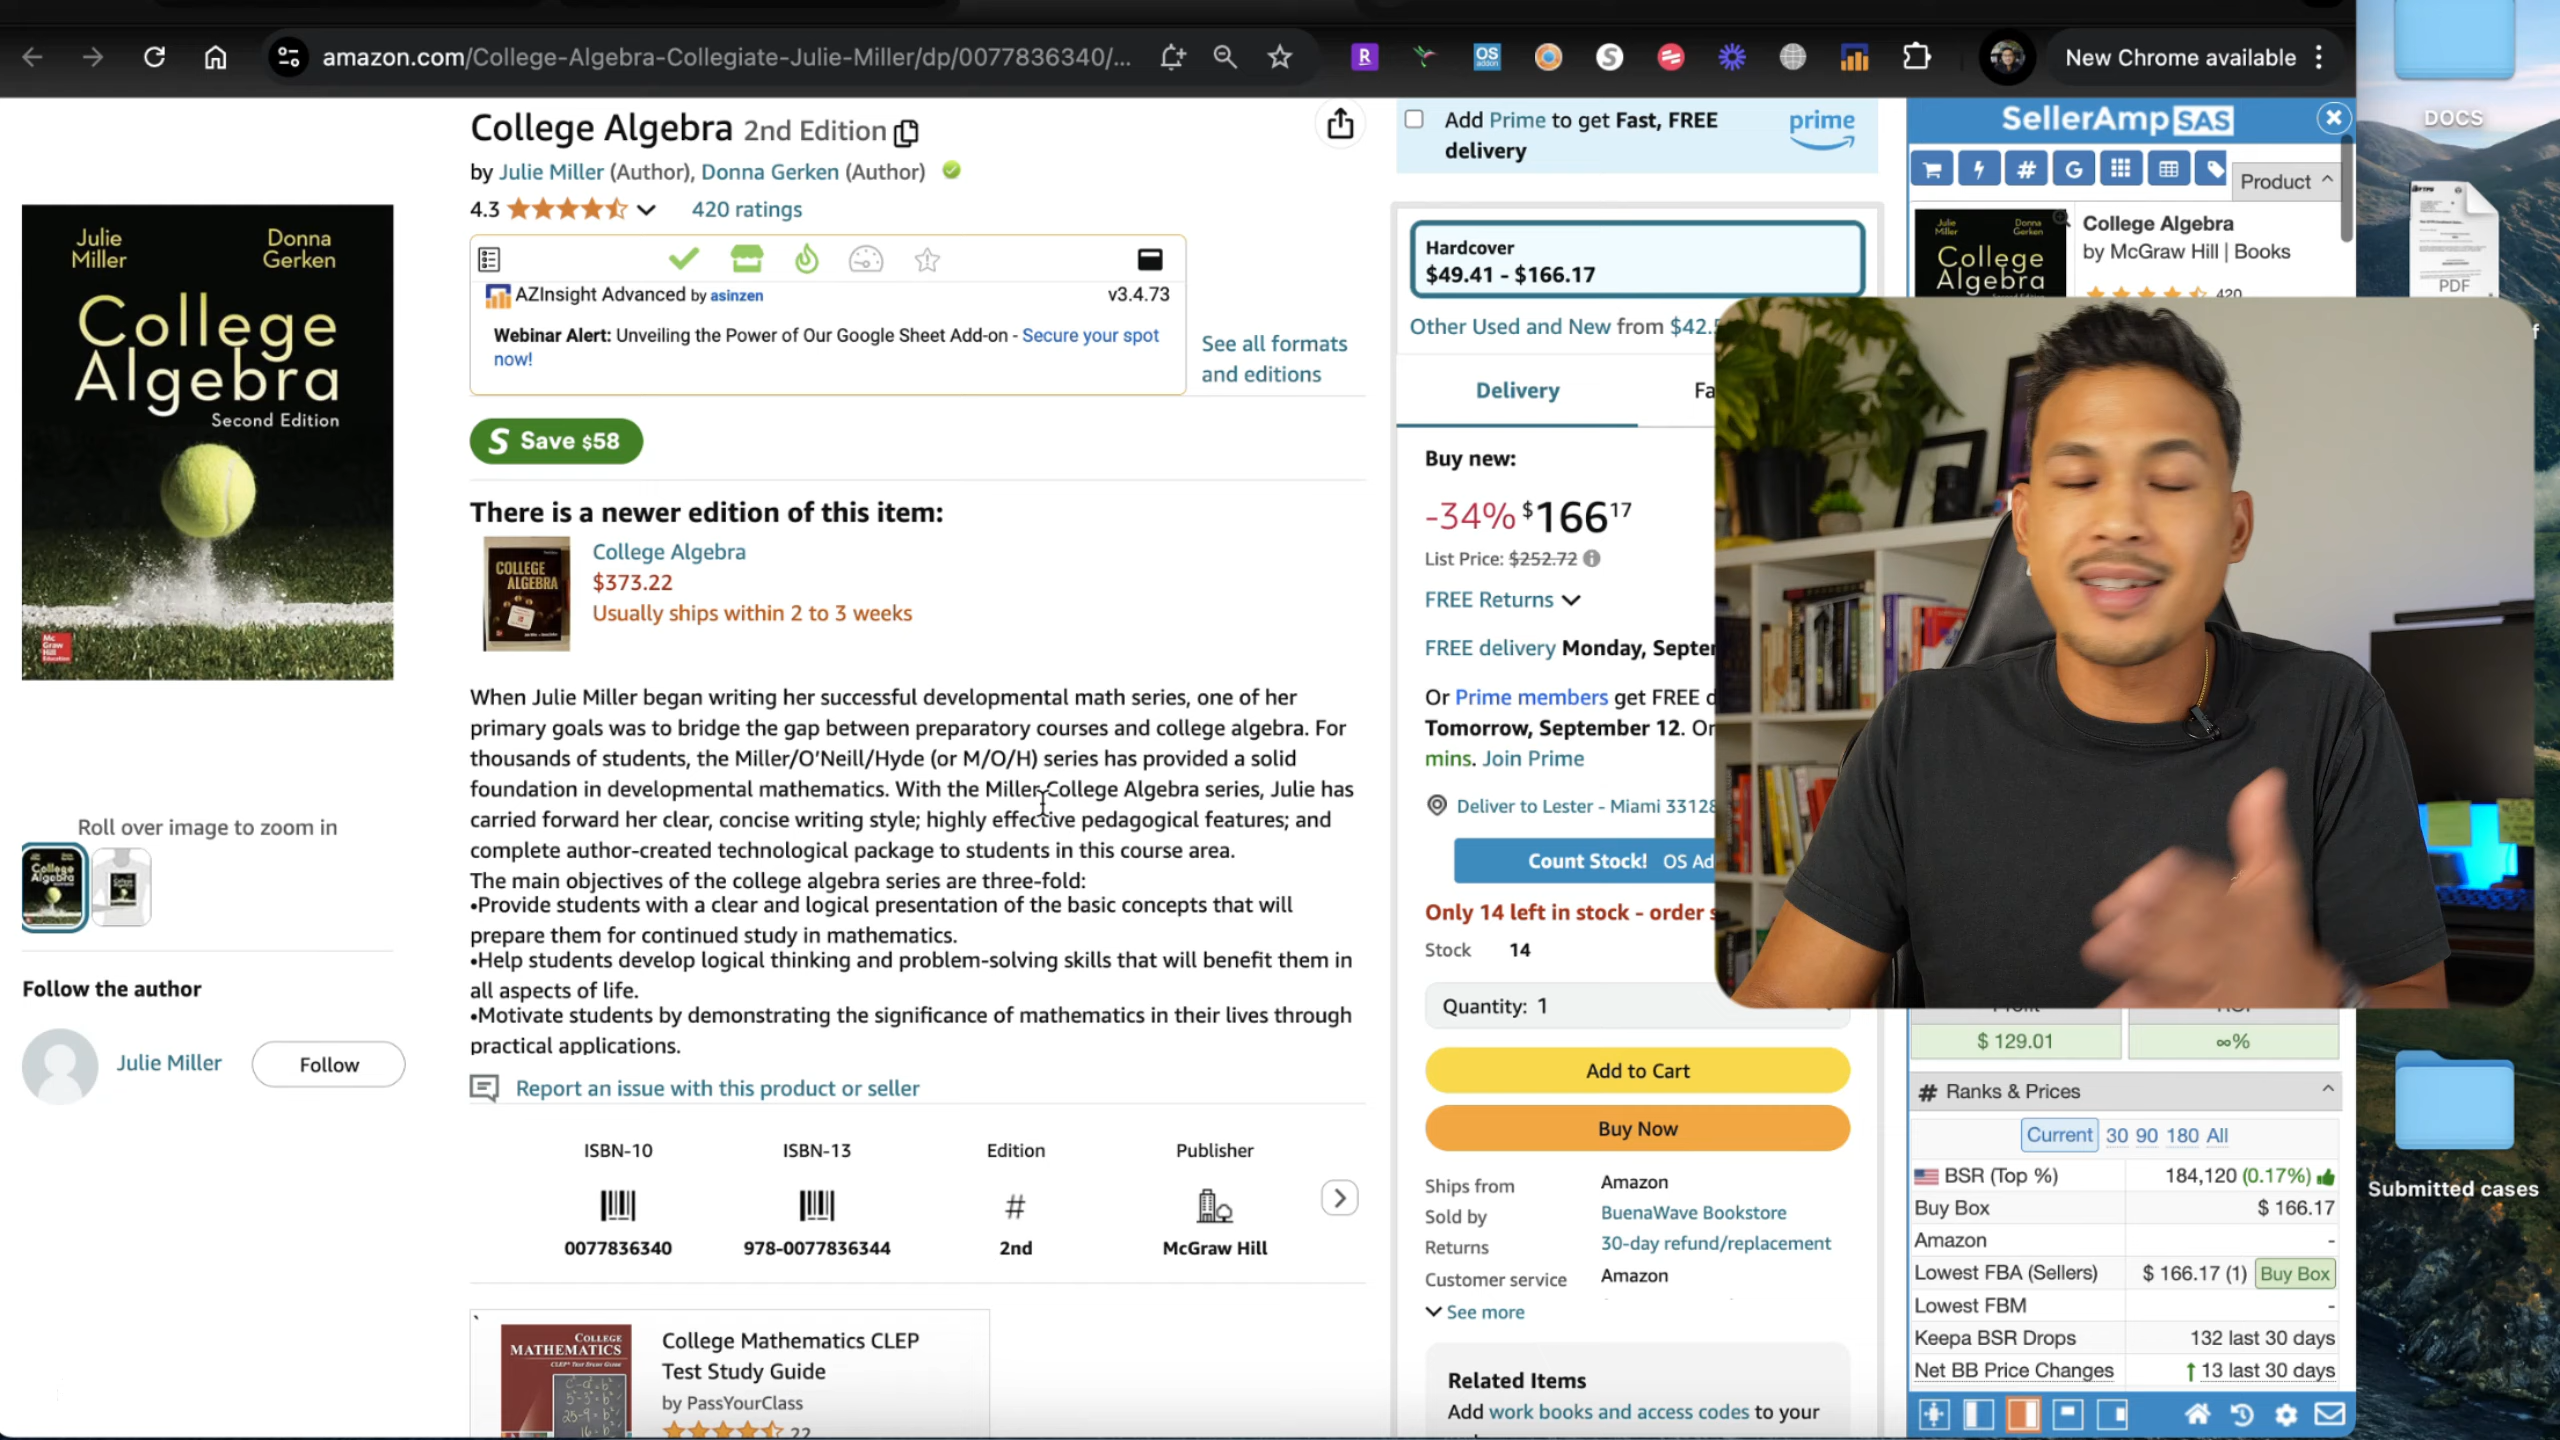 amazon.com/College-Algebra-Collegiate-Julie-Miller/dp/0077836340/...
New Chrome available
College Algebra 2nd Edition
by Julie Miller (Author), Donna Gerken (Author)
4.3
420 ratings
AZInsight Advanced by asinzen
v3.4.73
Webinar Alert: Unveiling the Power of Our Google Sheet Add-on - Secure your spot
now!
See all formats
and editions
S Save $58
There is a newer edition of this item:
COLLEGE
ALGEBRA
College Algebra
$373.22
Usually ships within 2 to 3 weeks
When Julie Miller began writing her successful developmental math series, one of her
primary goals was to bridge the gap between preparatory courses and college algebra. For
thousands of students, the Miller/O'Neill/Hyde (or M/O/H) series has provided a solid
foundation in developmental mathematics. With the Miller College Algebra series, Julie has
carried forward her clear, concise writing style; highly effective pedagogical features; and
complete author-created technological package to students in this course area.
The main objectives of the college algebra series are three-fold:
•Provide students with a clear and logical presentation of the basic concepts that will
prepare them for continued study in mathematics.
•Help students develop logical thinking and problem-solving skills that will benefit them in
all aspects of life.
•Motivate students by demonstrating the significance of mathematics in their lives through
practical applications.
Report an issue with this product or seller
ISBN-10
ISBN-13
Edition
Publisher
#
0077836340
978-0077836344
2nd
McGraw Hill
COLLEGE
MATHEMATICS
College Mathematics CLEP
Test Study Guide
by PassYourClass
22
Julie
Miller
Donna
Gerken
College
Algebra
Second Edition
Mc
Graw
Hill
Education
Roll over image to zoom in
Follow the author
Julie Miller
Follow
Add Prime to get Fast, FREE
delivery
prime
Hardcover
$49.41 - $166.17
Other Used and New from $42.
Delivery
Buy new:
-34% $166 17
List Price: $252.72
FREE Returns
FREE delivery Monday, Septe
Or Prime members get FREE
Tomorrow, September 12. Or
mins. Join Prime
Deliver to Lester - Miami 33128
Count Stock! OS Ad
Only 14 left in stock - order s
Stock 14
Quantity: 1
Add to Cart
Buy Now
Ships from Amazon
Sold by BuenaWave Bookstore
Returns 30-day refund/replacement
Customer service Amazon
See more
Related Items
Add work books and access codes to your
SellerAmp SAS
Product
Julie
Miller
Donna
Gerken
College
Algebra
College Algebra
by McGraw Hill | Books
420
$ 129.01
∞%
# Ranks & Prices
Current 30 90 180 All
BSR (Top %) 184,120 (0.17%)
Buy Box $ 166.17
Amazon -
Lowest FBA (Sellers) $ 166.17 (1) Buy Box
Lowest FBM -
Keepa BSR Drops 132 last 30 days
Net BB Price Changes 13 last 30 days
DOCS
PDF
Submitted cases